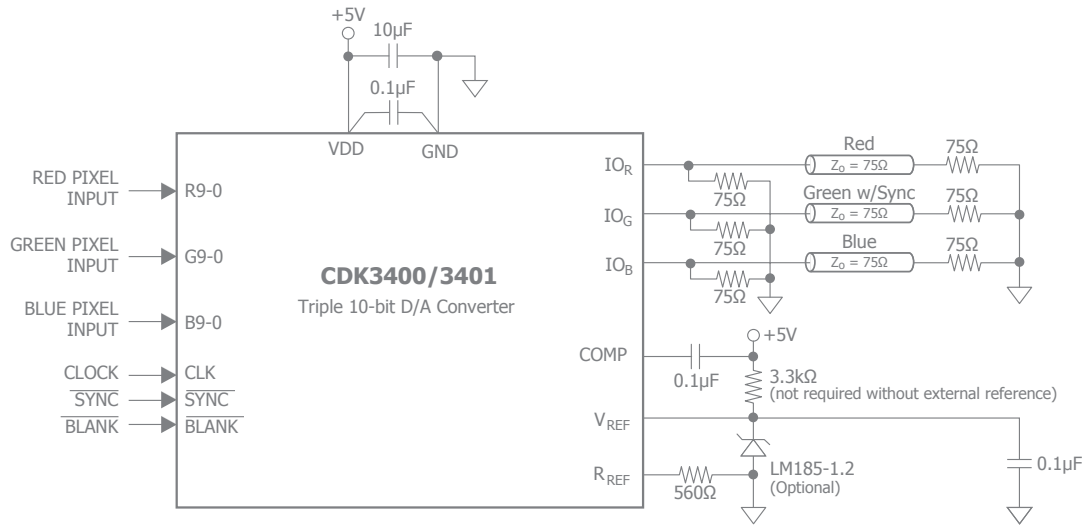 +5V
10µF
0.1µF
VDD
GND
RED PIXEL
INPUT
R9-0
GREEN PIXEL
INPUT
G9-0
BLUE PIXEL
INPUT
B9-0
CLOCK
CLK
SYNC
SYNC
BLANK
BLANK
CDK3400/3401
Triple 10-bit D/A Converter
IOR
75Ω
Red
Z₀ = 75Ω
75Ω
IOG
75Ω
Green w/Sync
Z₀ = 75Ω
75Ω
IOB
75Ω
Blue
Z₀ = 75Ω
75Ω
COMP
0.1µF
+5V
3.3kΩ
(not required without external reference)
VREF
LM185-1.2
(Optional)
0.1µF
RREF
560Ω